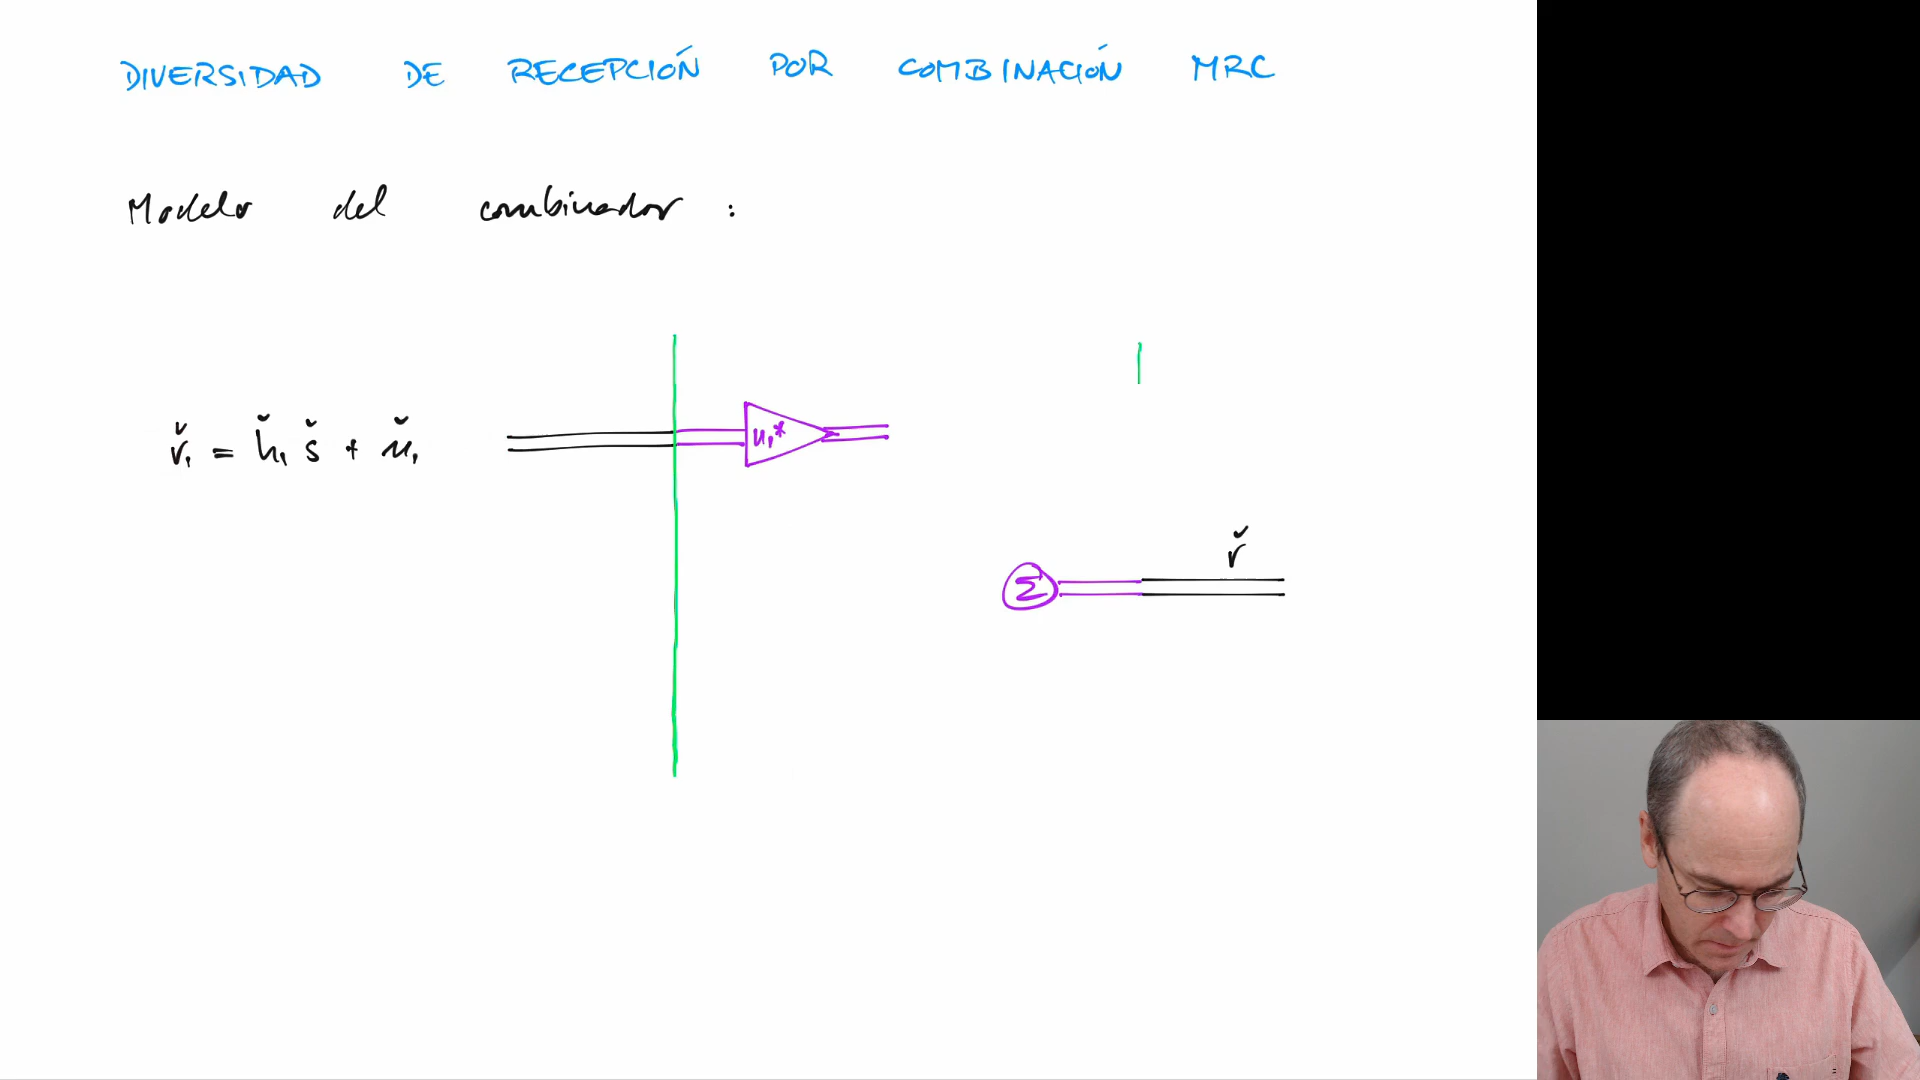 DIVERSIDAD DE RECEPCIÓN POR COMBINACIÓN MRC
Modelo del combinador :
ř₁ = ȟ₁ š + ň₁
u₁*
Σ
ř